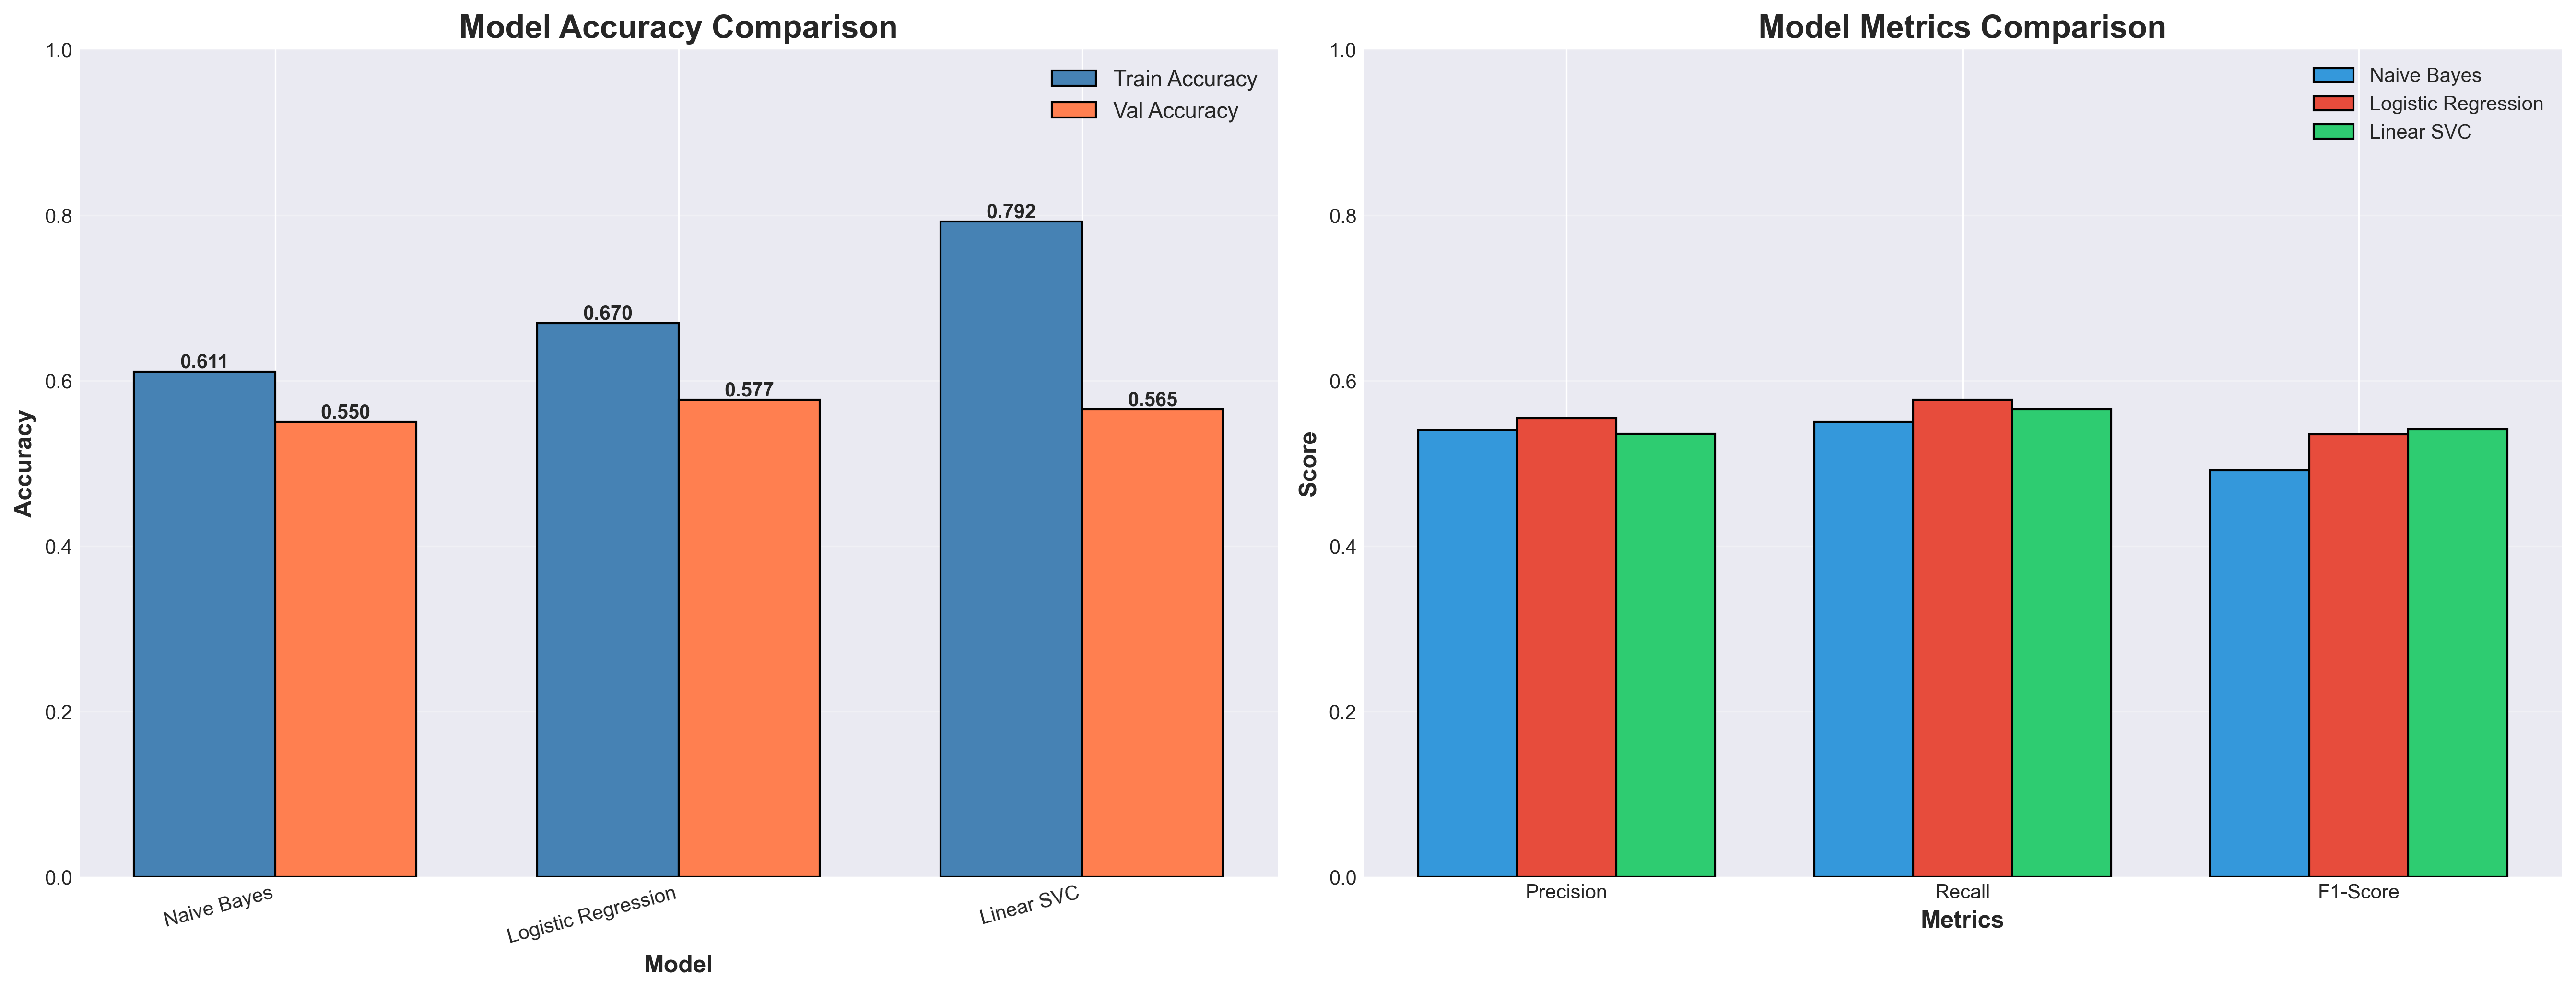 Model Accuracy Comparison
1.0
0.8
0.6
0.4
0.2
0.0
Accuracy
Train Accuracy
Val Accuracy
0.611
0.550
0.670
0.577
0.792
0.565
Naive Bayes
Logistic Regression
Linear SVC
Model
Model Metrics Comparison
1.0
0.8
0.6
0.4
0.2
0.0
Score
Naive Bayes
Logistic Regression
Linear SVC
Precision
Recall
F1-Score
Metrics